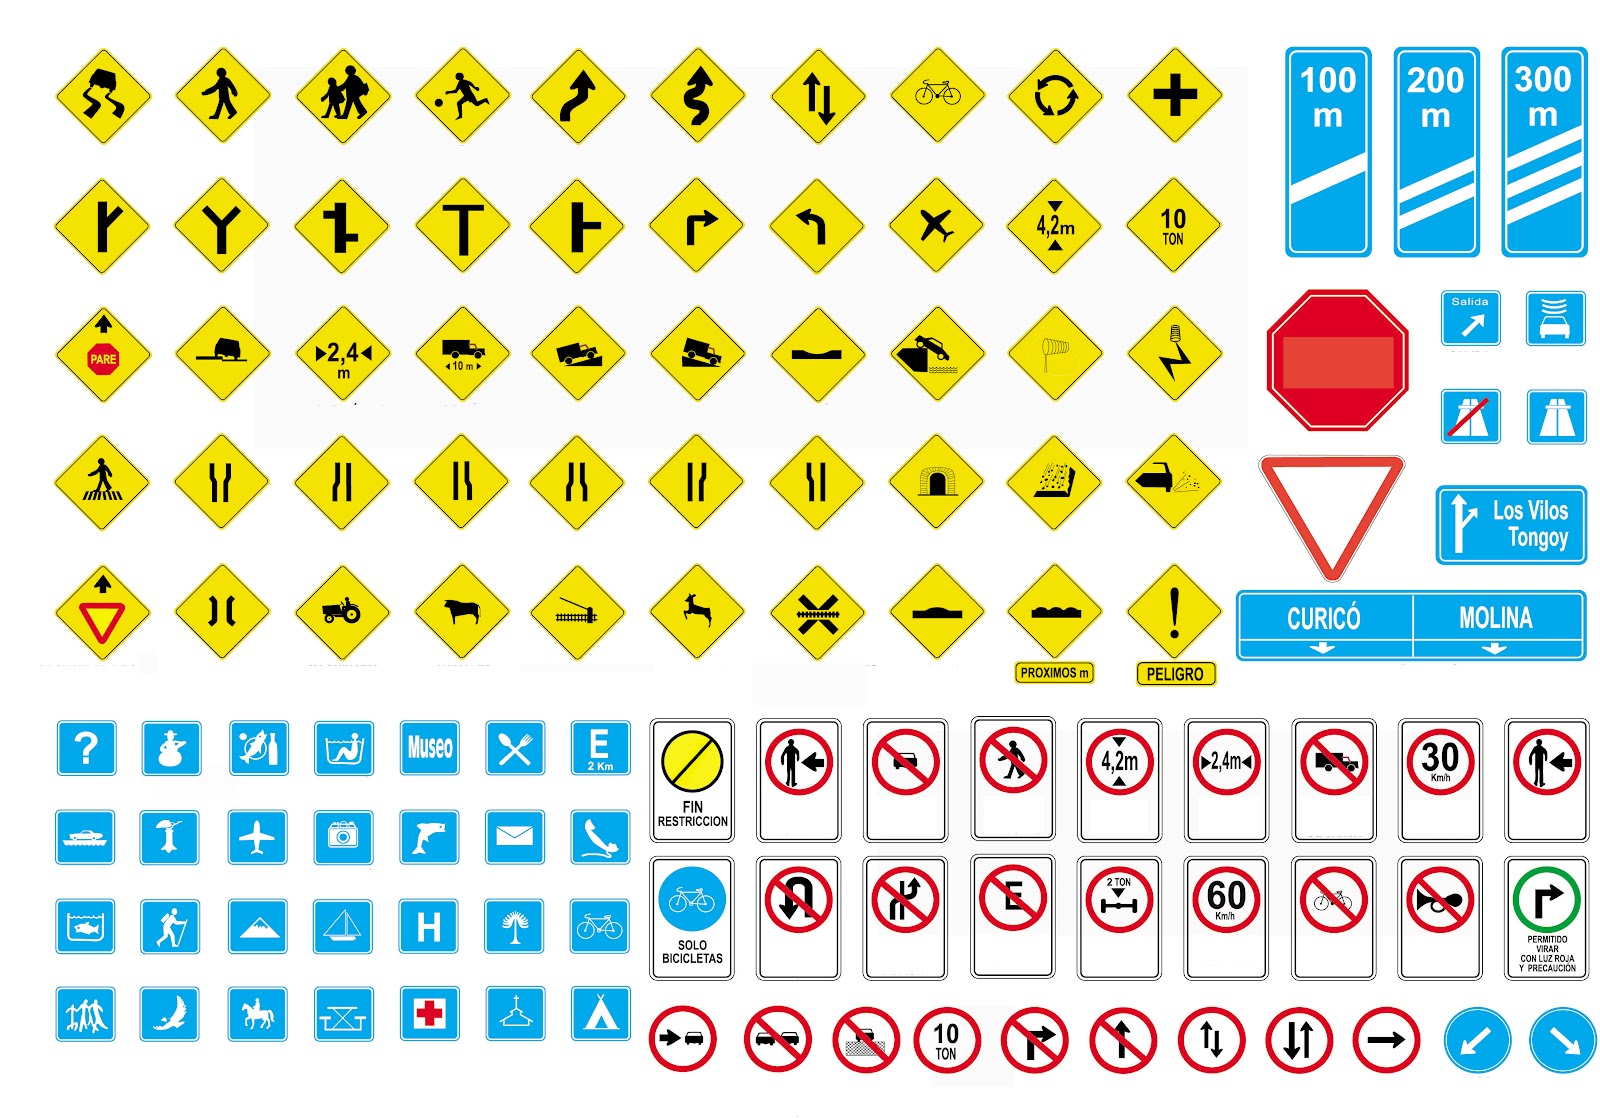 100
m
200
m
300
m
4,2m
10
TON
PARE
2,4
m
10 m
Salida
Los Vilos
Tongoy
CURICÓ
MOLINA
PROXIMOS m
PELIGRO
?
Museo
E
2 Km
FIN
RESTRICCION
4,2m
2,4m
30
Km/h
H
SOLO
BICICLETAS
E
2 TON
60
Km/h
PERMITIDO
VIRAR
CON LUZ ROJA
Y PRECAUCIÓN
10
TON